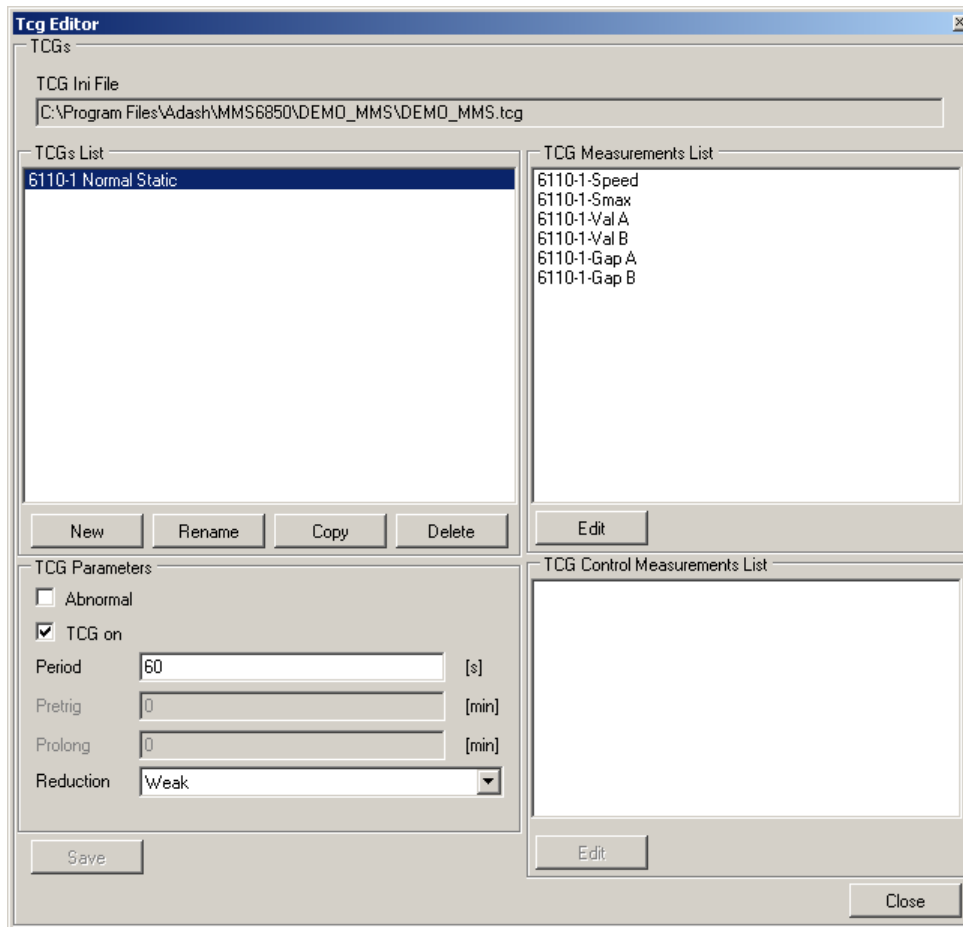 Tcg Editor
TCGs
TCG Ini File
C:\Program Files\Adash\MMS6850\DEMO_MMS\DEMO_MMS.tcg
TCGs List
6110-1 Normal Static
New Rename Copy Delete
TCG Measurements List
6110-1-Speed
6110-1-Smax
6110-1-Val A
6110-1-Val B
6110-1-Gap A
6110-1-Gap B
Edit
TCG Parameters
Abnormal
TCG on
Period 60 [s]
Pretrig 0 [min]
Prolong 0 [min]
Reduction Weak
Save
TCG Control Measurements List
Edit
Close